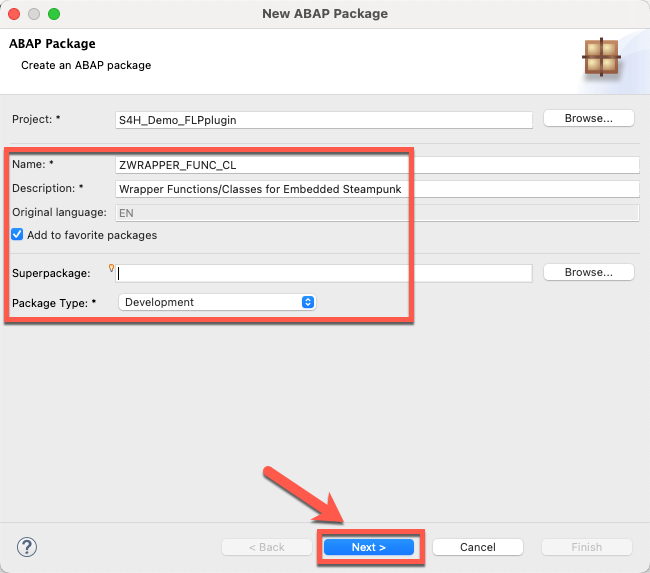 New ABAP Package
ABAP Package
Create an ABAP package
Project: * S4H_Demo_FLPplugin Browse...
Name: * ZWRAPPER_FUNC_CL
Description: * Wrapper Functions/Classes for Embedded Steampunk
Original language: EN
Add to favorite packages
Superpackage: Browse...
Package Type: * Development
? < Back Next > Cancel Finish